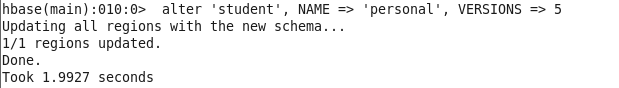 hbase(main):010:0>  alter 'student', NAME => 'personal', VERSIONS => 5
Updating all regions with the new schema...
1/1 regions updated.
Done.
Took 1.9927 seconds